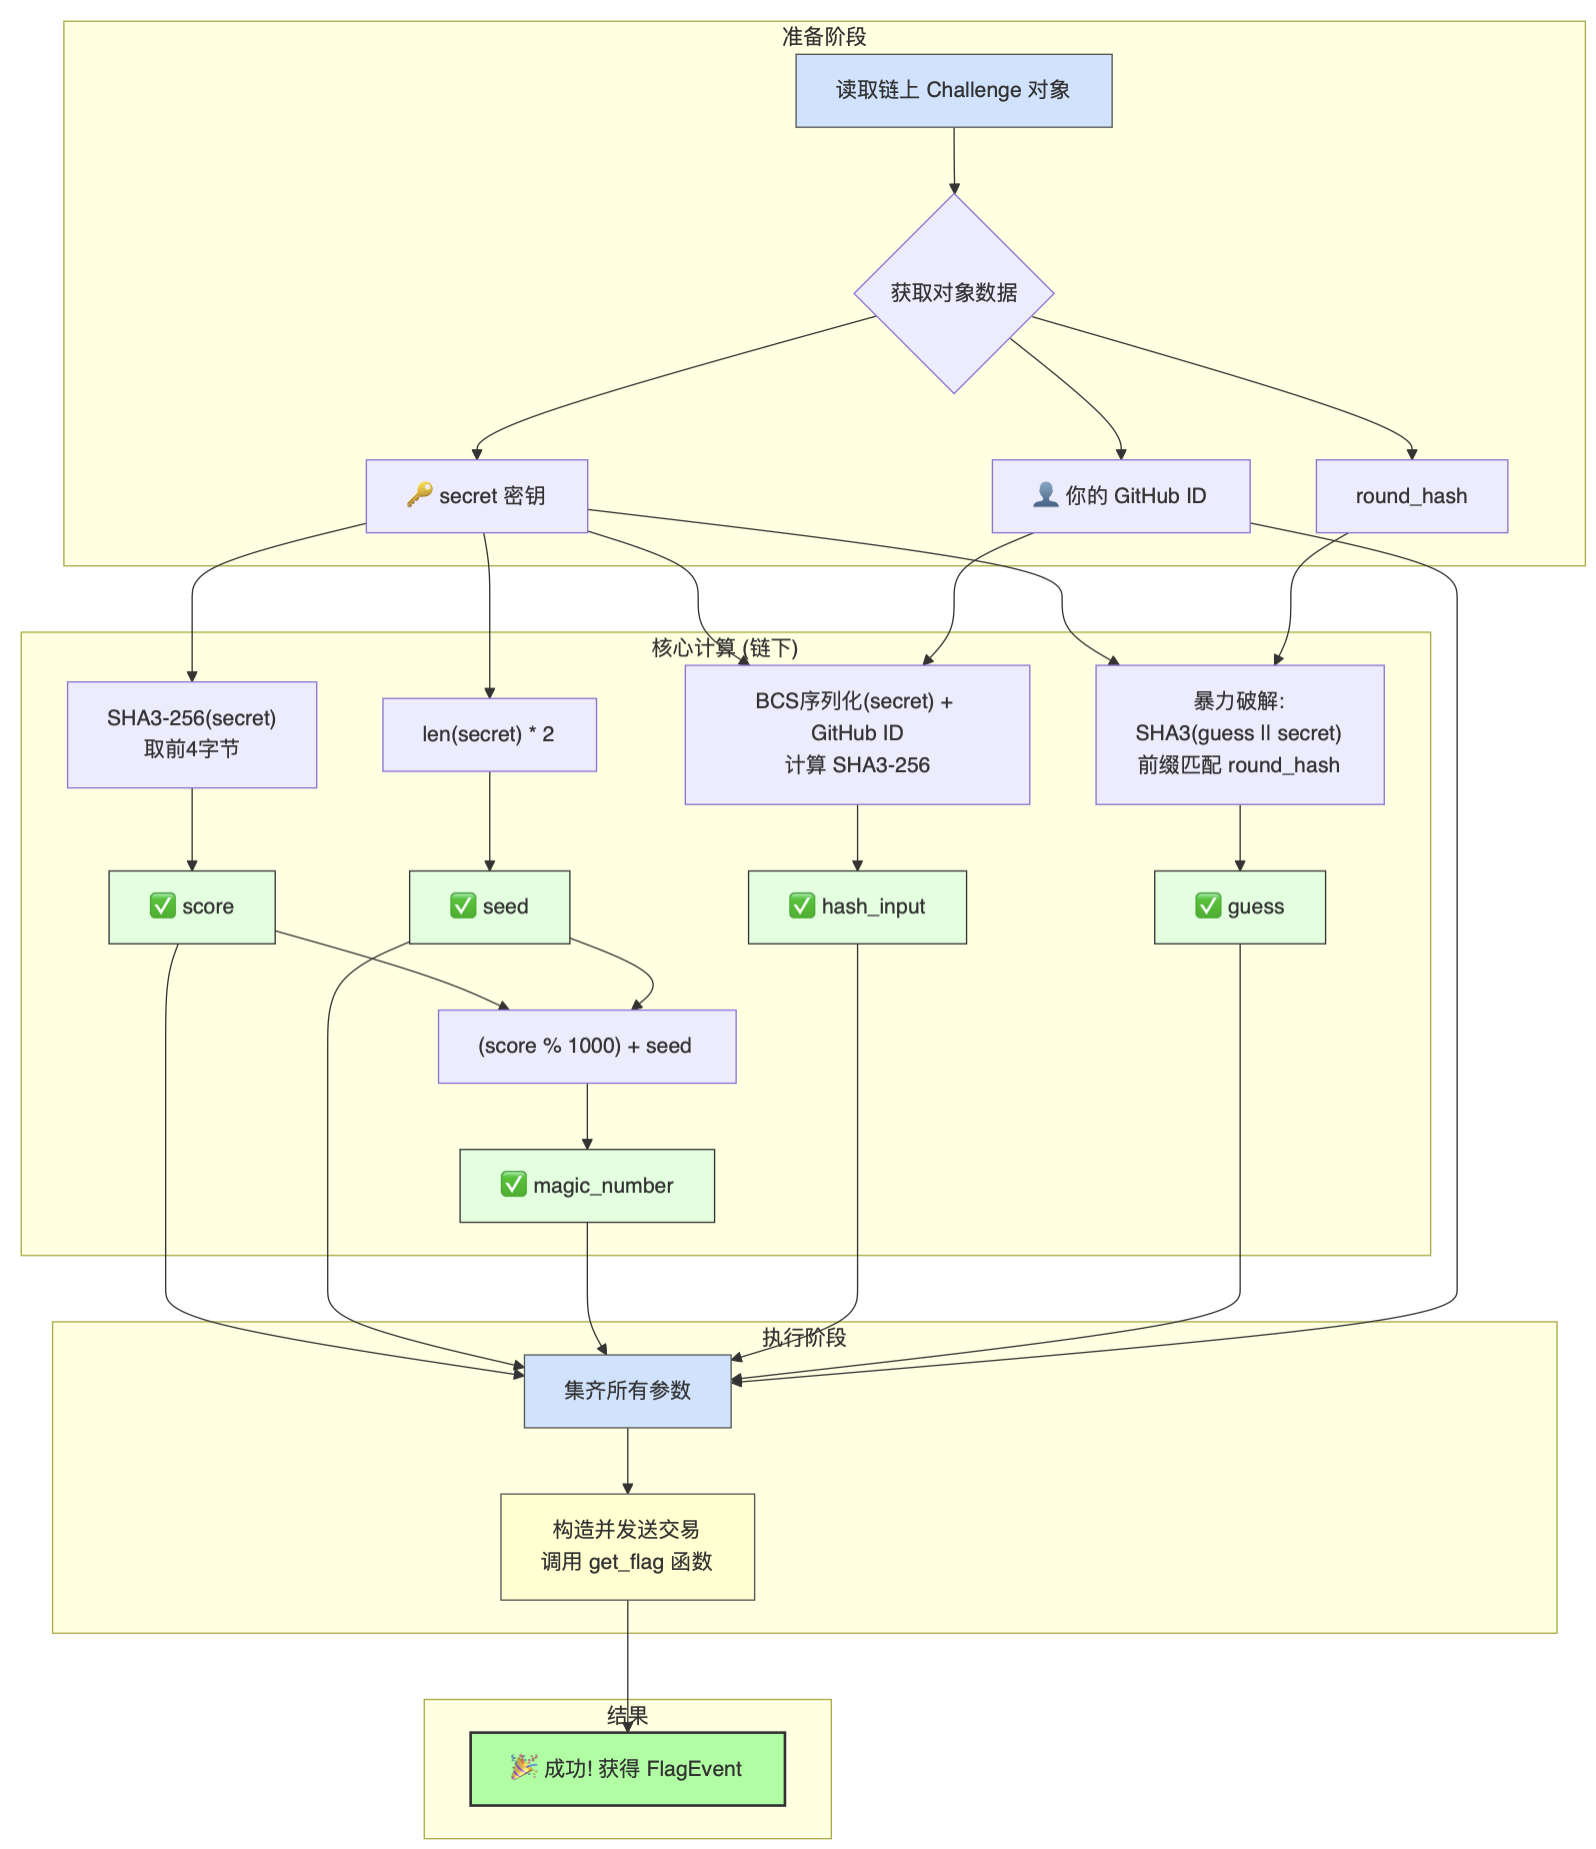 准备阶段
读取链上 Challenge 对象
获取对象数据
🔑 secret 密钥
👤 你的 GitHub ID
round_hash
核心计算 (链下)
SHA3-256(secret)
取前4字节
len(secret) * 2
BCS序列化(secret) +
GitHub ID
计算 SHA3-256
暴力破解:
SHA3(guess || secret)
前缀匹配 round_hash
✅ score
✅ seed
✅ hash_input
✅ guess
(score % 1000) + seed
✅ magic_number
执行阶段
集齐所有参数
构造并发送交易
调用 get_flag 函数
结果
🎉 成功! 获得 FlagEvent